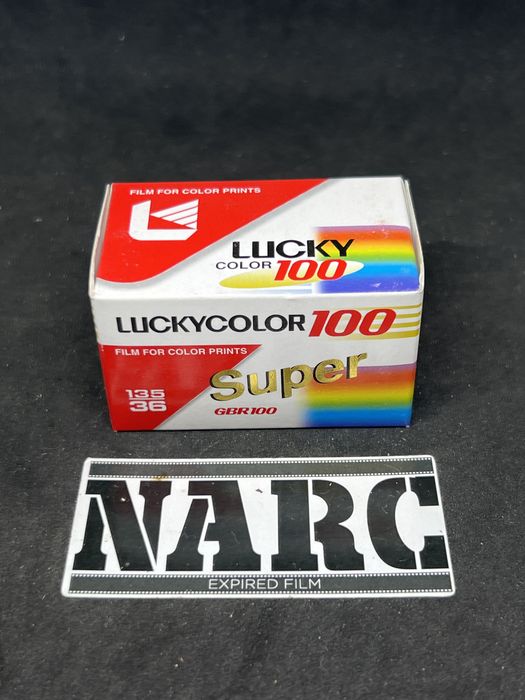 FILM FOR COLOR PRINTS
LUCKY
COLOR 100
LUCKYCOLOR 100
FILM FOR COLOR PRINTS
Super
135
36
GBR100
NARC
EXPIRED FILM